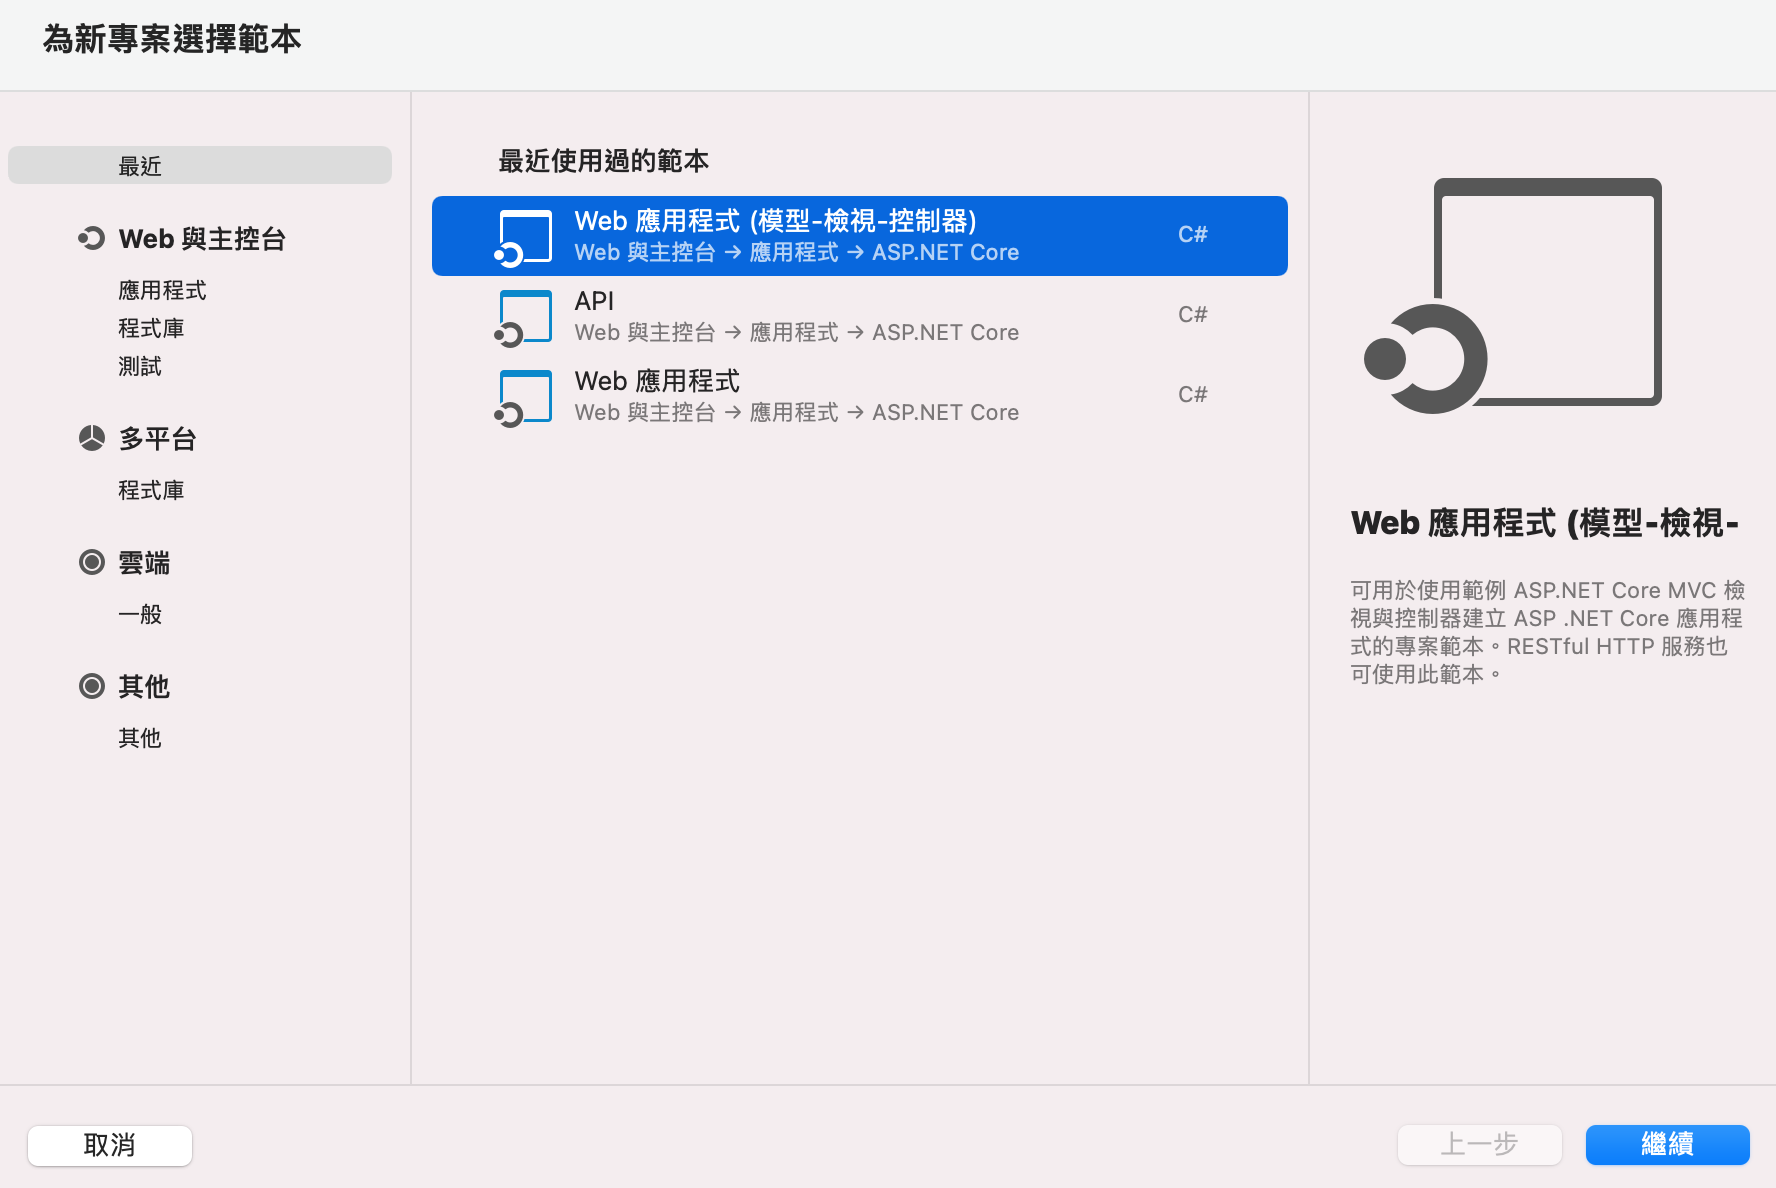 為新專案選擇範本
最近
Web 與主控台
應用程式
程式庫
測試
多平台
程式庫
雲端
一般
其他
其他
最近使用過的範本
Web 應用程式 (模型-檢視-控制器)
Web 與主控台 → 應用程式 → ASP.NET Core
C#
API
Web 與主控台 → 應用程式 → ASP.NET Core
C#
Web 應用程式
Web 與主控台 → 應用程式 → ASP.NET Core
C#
Web 應用程式 (模型-檢視-
可用於使用範例 ASP.NET Core MVC 檢
視與控制器建立 ASP .NET Core 應用程
式的專案範本。RESTful HTTP 服務也
可使用此範本。
取消
上一步
繼續